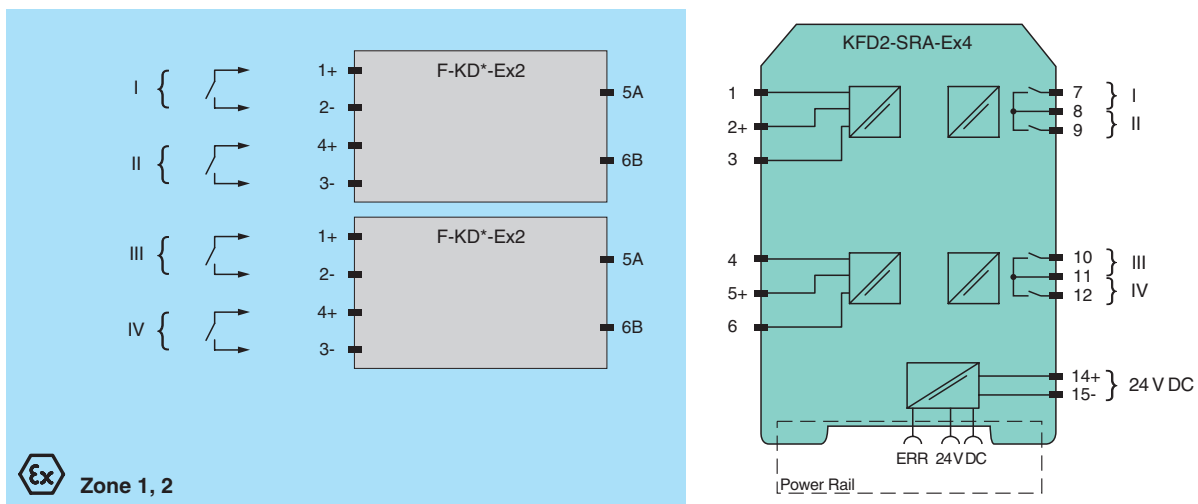 I
1+
F-KD*-Ex2
5A
2-
II
4+
6B
3-
III
1+
F-KD*-Ex2
5A
2-
IV
4+
6B
3-
Ex
Zone 1, 2
KFD2-SRA-Ex4
1
7
I
8
2+
9
II
3
4
10
III
11
5+
12
IV
6
14+
24 V DC
15-
ERR 24V DC
Power Rail